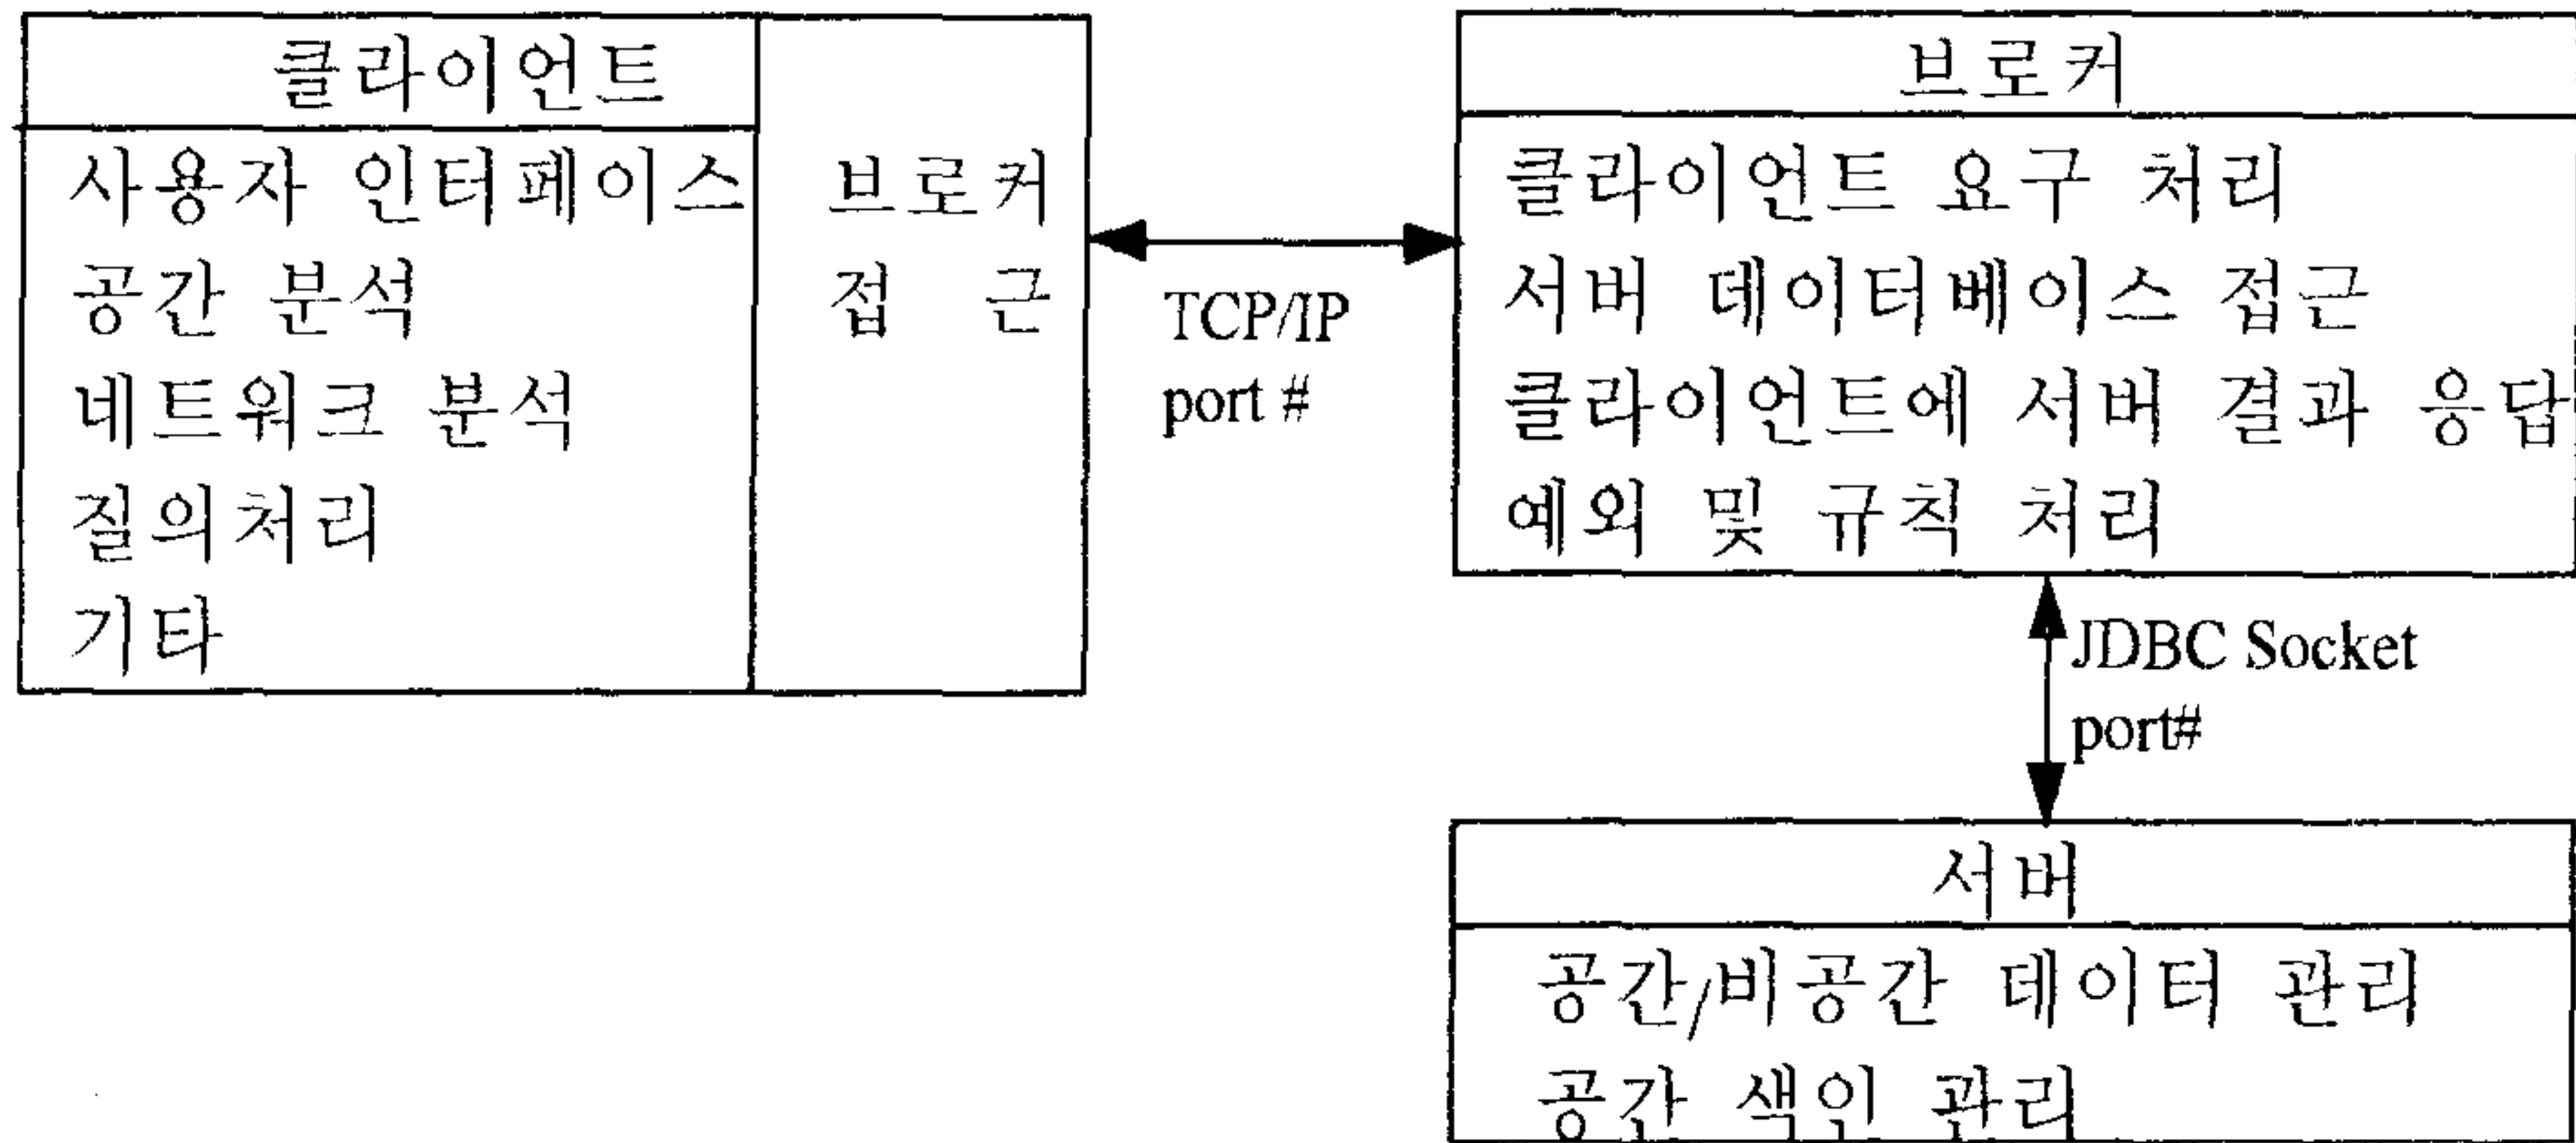 클라이언트
사용자 인터페이스
공간 분석
네트워크 분석
질의처리
기타
브로커
접 근
TCP/IP
port #
브로커
클라이언트 요구 처리
서버 데이터베이스 접근
클라이언트에 서버 결과 응답
예외 및 규칙 처리
JDBC Socket
port#
서버
공간/비공간 데이터 관리
공간 색인 관리